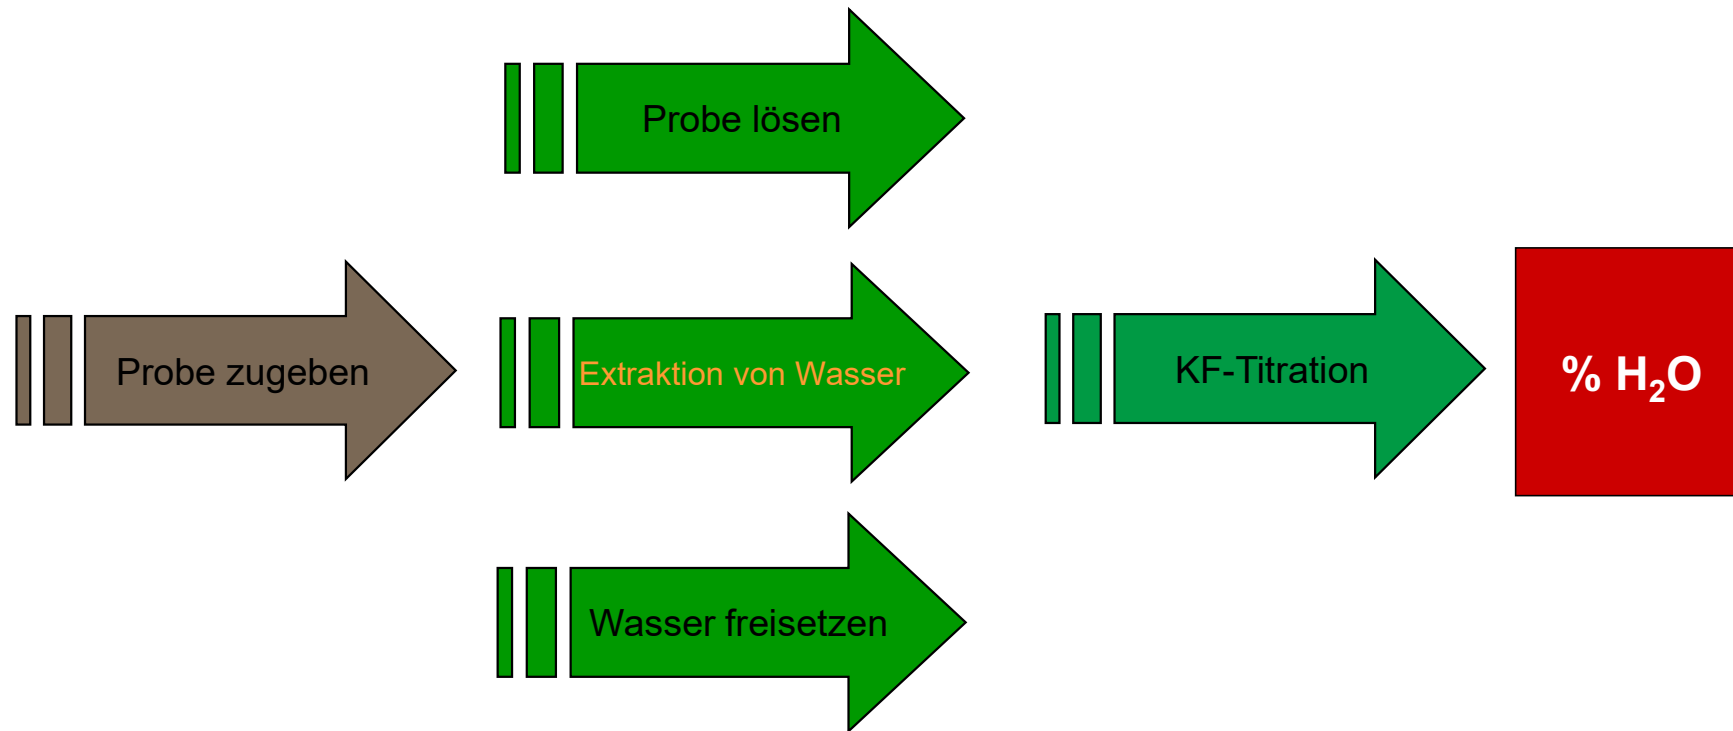 Probe lösen
Probe zugeben
Extraktion von Wasser
KF-Titration
% H₂O
Wasser freisetzen